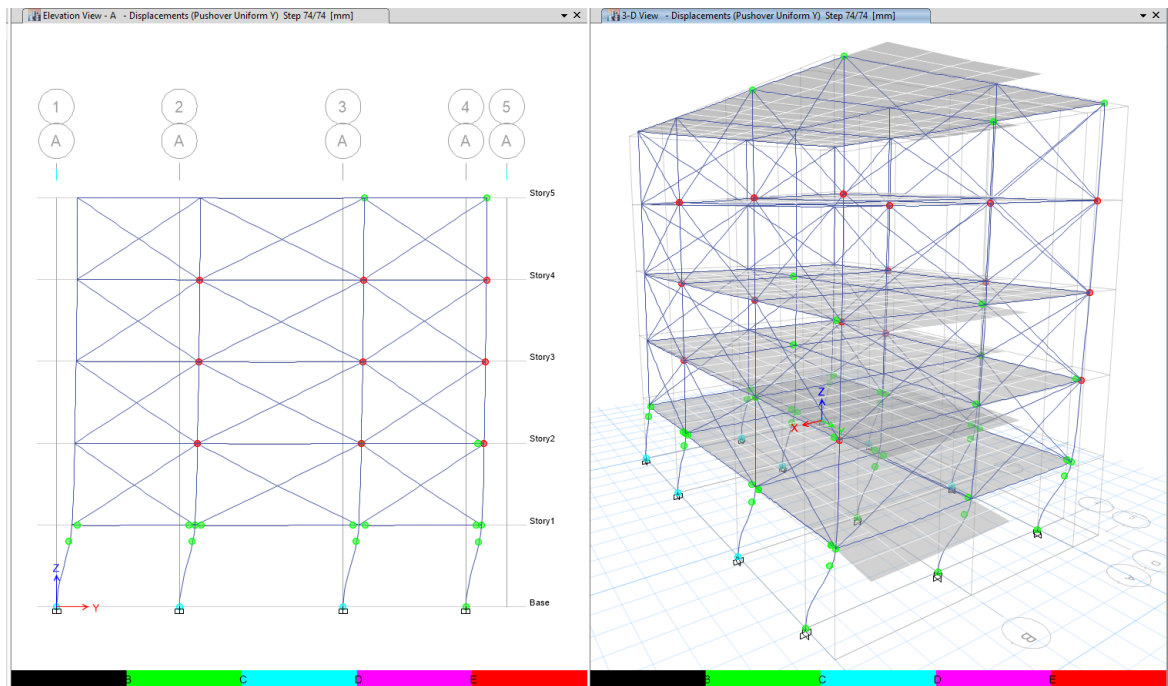 Elevation View - A - Displacements (Pushover Uniform Y) Step 74/74 [mm]
1 2 3 4 5
A A A A A
Story5
Story4
Story3
Story2
Story1
Z
Y
Base
B C D E
3-D View - Displacements (Pushover Uniform Y) Step 74/74 [mm]
Z
X
A
B
B C D E